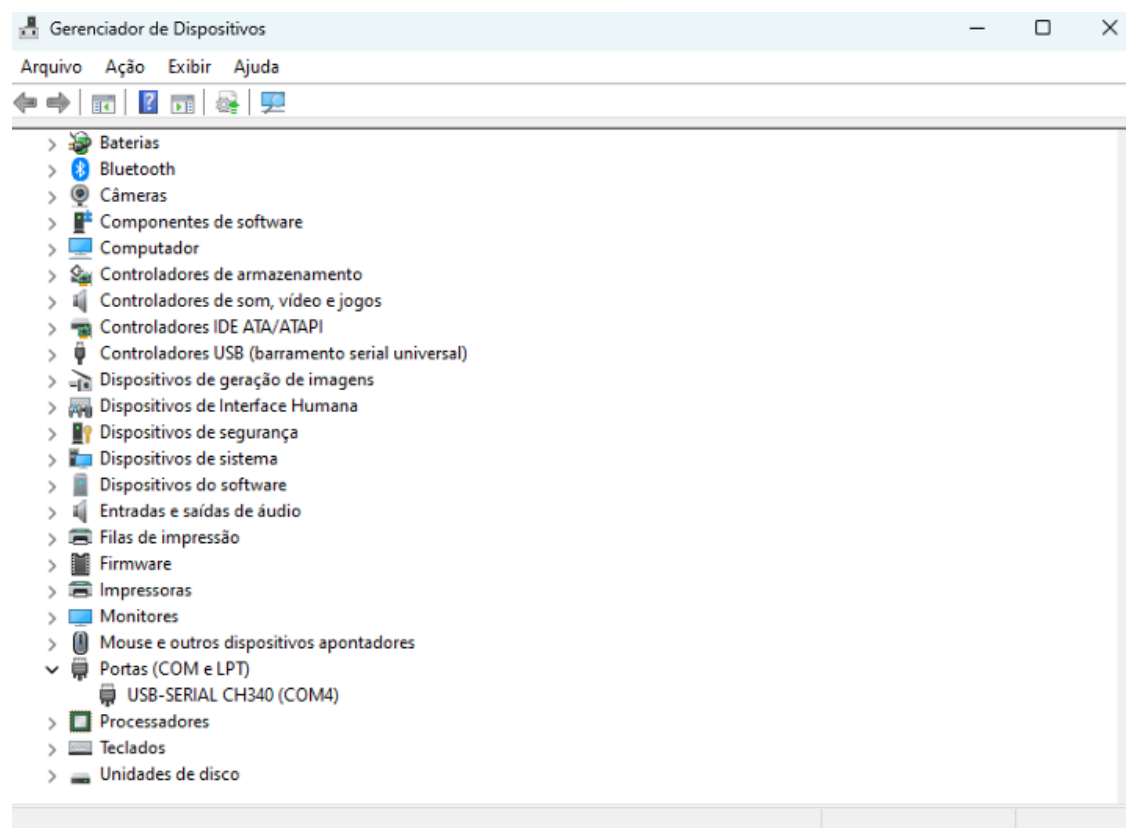 Gerenciador de Dispositivos
Arquivo Ação Exibir Ajuda
Baterias
Bluetooth
Câmeras
Componentes de software
Computador
Controladores de armazenamento
Controladores de som, vídeo e jogos
Controladores IDE ATA/ATAPI
Controladores USB (barramento serial universal)
Dispositivos de geração de imagens
Dispositivos de Interface Humana
Dispositivos de segurança
Dispositivos de sistema
Dispositivos do software
Entradas e saídas de áudio
Filas de impressão
Firmware
Impressoras
Monitores
Mouse e outros dispositivos apontadores
Portas (COM e LPT)
USB-SERIAL CH340 (COM4)
Processadores
Teclados
Unidades de disco